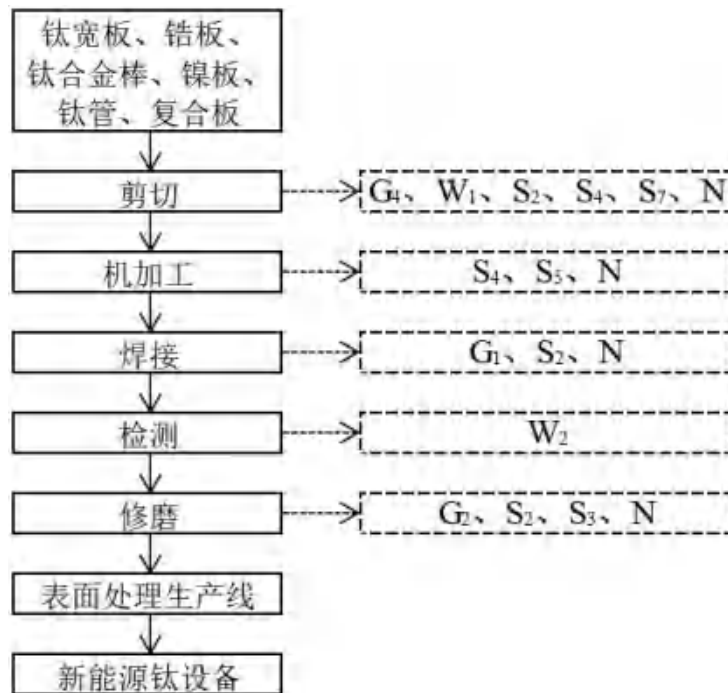 钛宽板、锆板、
钛合金棒、镍板、
钛管、复合板
剪切
G₄、W₁、S₂、S₄、S₇、N
机加工
S₄、S₅、N
焊接
G₁、S₂、N
检测
W₂
修磨
G₂、S₂、S₃、N
表面处理生产线
新能源钛设备